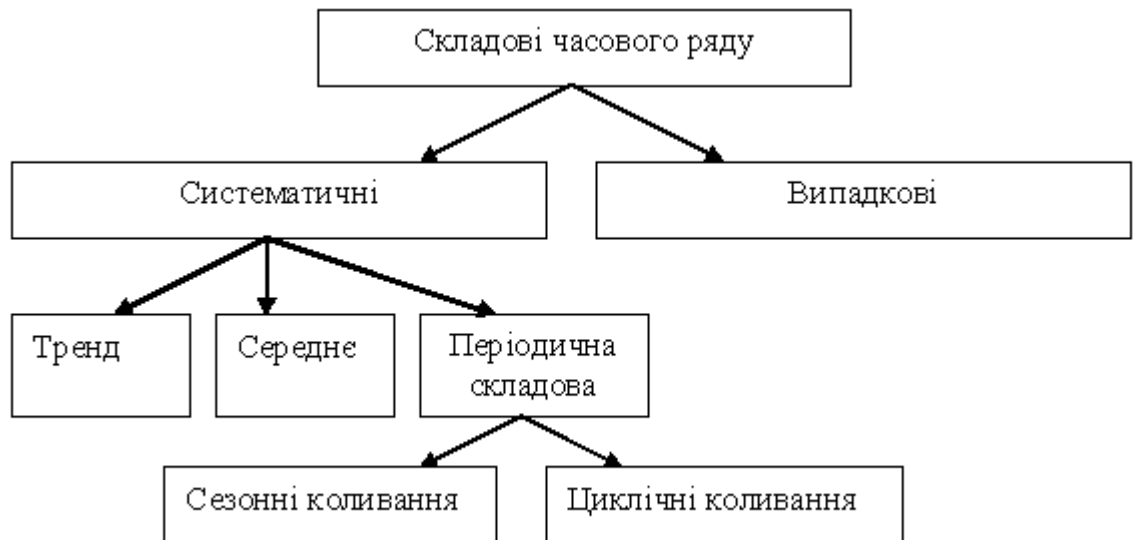 Складові часового ряду
Систематичні
Випадкові
Тренд
Середнє
Періодична
складова
Сезонні коливання
Циклічні коливання